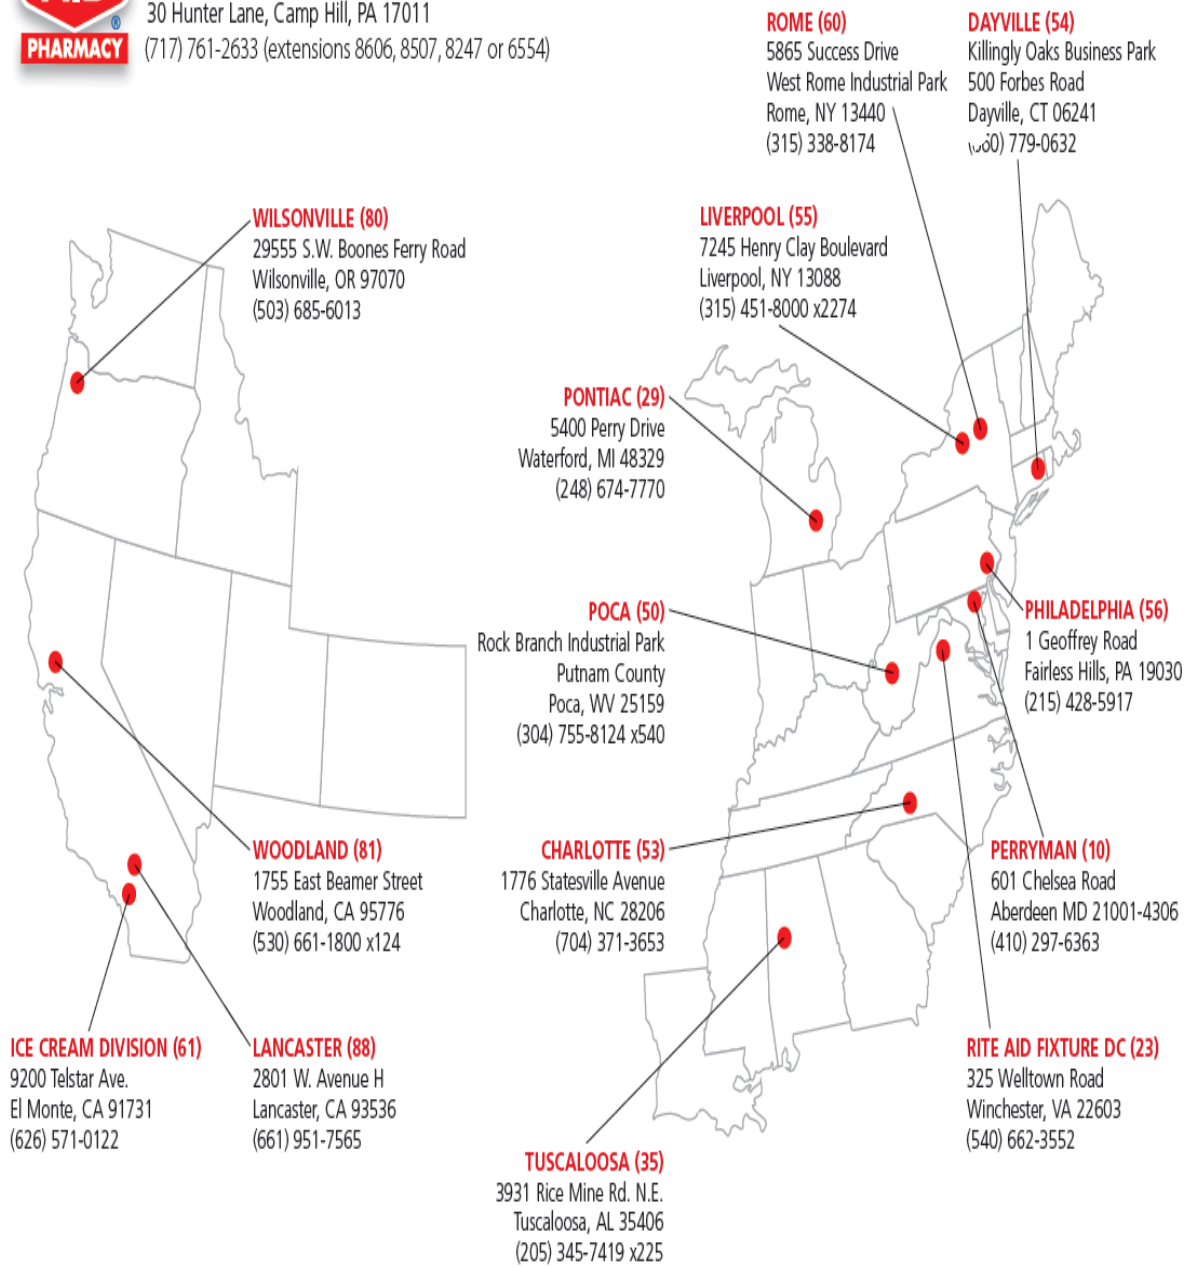 PHARMACY
®
30 Hunter Lane, Camp Hill, PA 17011
(717) 761-2633 (extensions 8606, 8507, 8247 or 6554)
ROME (60)
5865 Success Drive
West Rome Industrial Park
Rome, NY 13440
(315) 338-8174
DAYVILLE (54)
Killingly Oaks Business Park
500 Forbes Road
Dayville, CT 06241
779-0632
WILSONVILLE (80)
29555 S.W. Boones Ferry Road
Wilsonville, OR 97070
(503) 685-6013
LIVERPOOL (55)
7245 Henry Clay Boulevard
Liverpool, NY 13088
(315) 451-8000 x2274
PONTIAC (29)
5400 Perry Drive
Waterford, MI 48329
(248) 674-7770
POCA (50)
Rock Branch Industrial Park
Putnam County
Poca, WV 25159
(304) 755-8124 x540
PHILADELPHIA (56)
1 Geoffrey Road
Fairless Hills, PA 19030
(215) 428-5917
WOODLAND (81)
1755 East Beamer Street
Woodland, CA 95776
(530) 661-1800 x124
CHARLOTTE (53)
1776 Statesville Avenue
Charlotte, NC 28206
(704) 371-3653
PERRYMAN (10)
601 Chelsea Road
Aberdeen MD 21001-4306
(410) 297-6363
ICE CREAM DIVISION (61)
9200 Telstar Ave.
El Monte, CA 91731
(626) 571-0122
LANCASTER (88)
2801 W. Avenue H
Lancaster, CA 93536
(661) 951-7565
RITE AID FIXTURE DC (23)
325 Welltown Road
Winchester, VA 22603
(540) 662-3552
TUSCALOOSA (35)
3931 Rice Mine Rd. N.E.
Tuscaloosa, AL 35406
(205) 345-7419 x225